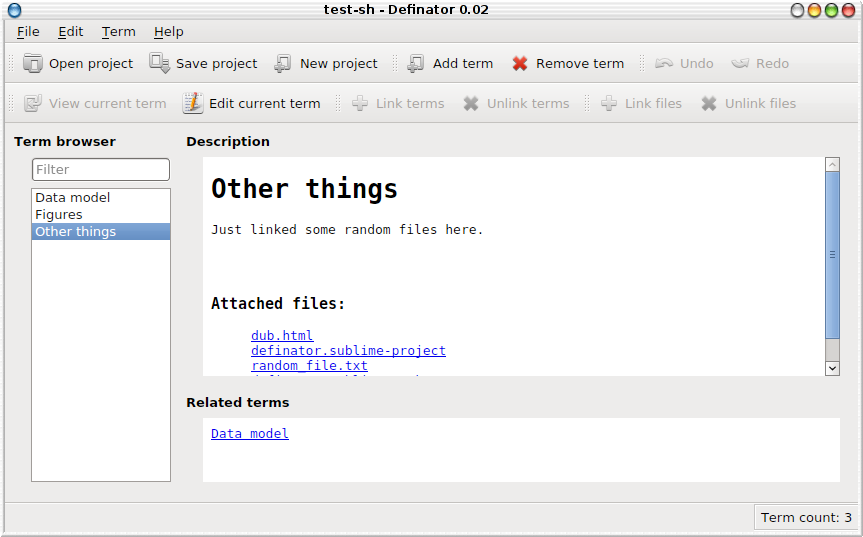 test-sh - Definator 0.02
File Edit Term Help
Open project Save project New project Add term Remove term Undo Redo
View current term Edit current term Link terms Unlink terms Link files Unlink files
Term browser
Filter
Data model
Figures
Other things
Description
Other things
Just linked some random files here.
Attached files:
dub.html
definator.sublime-project
random_file.txt
Related terms
Data model
Term count: 3